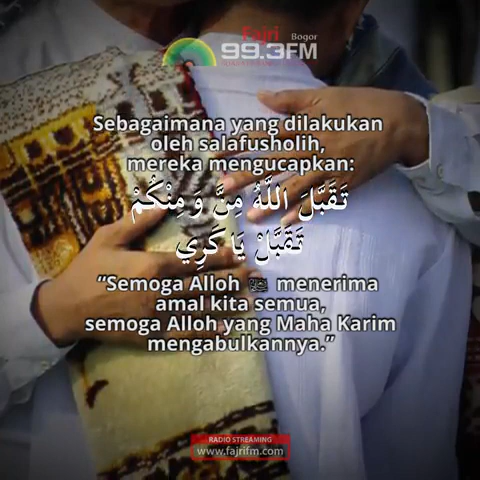 Fajri Bogor
99.3FM
Sebagaimana yang dilakukan
oleh salafusholih,
mereka mengucapkan:
تَقَبَّلَ اللَّهُ مِنَّ وَمِنْكُمْ
تَقَبَّلْ يَا كَرِي
“Semoga Alloh ﷻ menerima
amal kita semua,
semoga Alloh yang Maha Karim
mengabulkannya.”
RADIO STREAMING
www.fajrifm.com